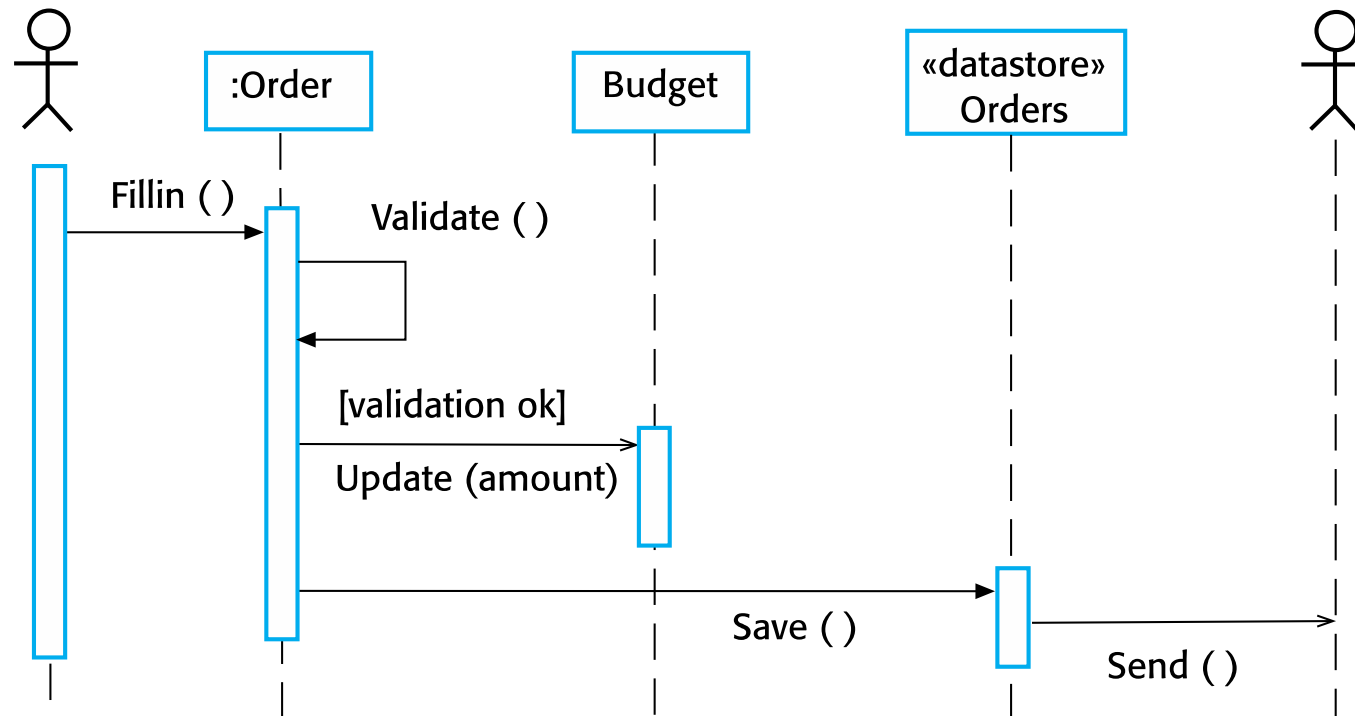 :Order
Budget
«datastore»
Orders
Fillin ( )
Validate ( )
[validation ok]
Update (amount)
Save ( )
Send ( )